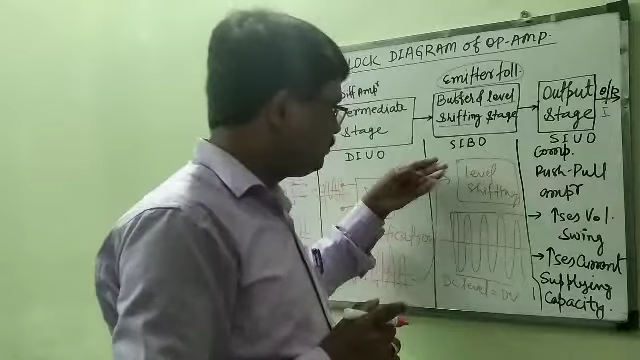 BLOCK DIAGRAM of OP-AMP.
Diff Amp
Emitter foll.
Intermediate
Stage
Buffer & level
Shifting Stage
Output
Stage
O/P
DIUO
SIBO
SIUO
Level
Shifting
DC level = 0V
Comp.
Push-Pull
ampr
↑ses Vol.
Swing
↑ses Current
Supplying
Capacity.